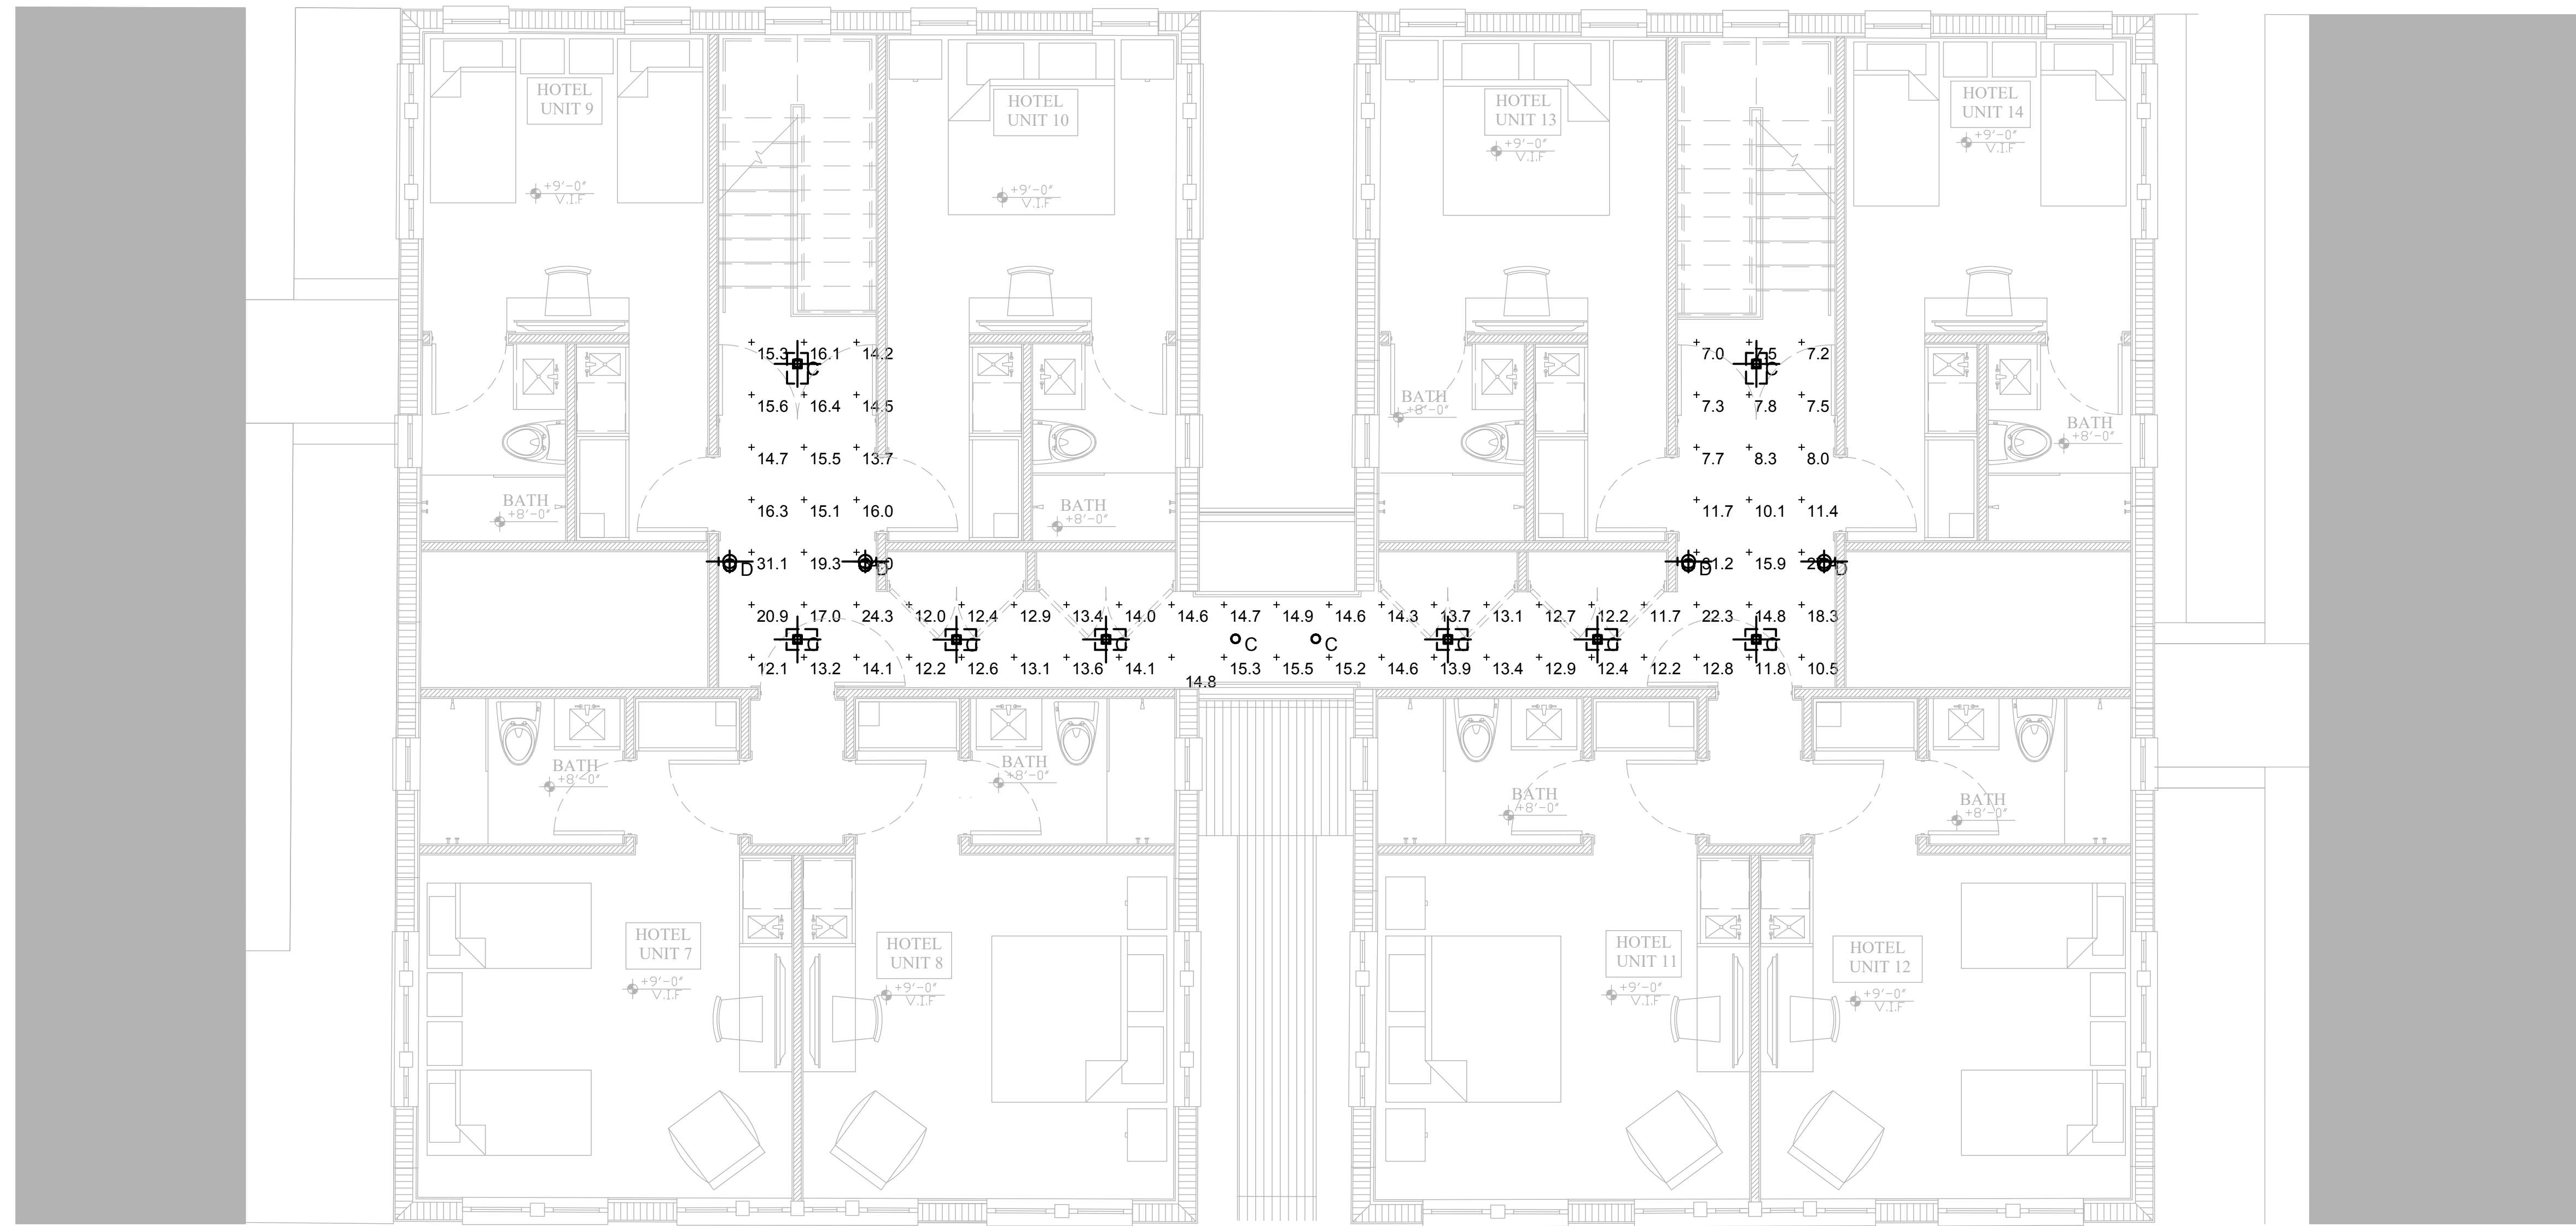 HOTEL
UNIT 9
+9'-0"
V.I.F
HOTEL
UNIT 10
+9'-0"
V.I.F
HOTEL
UNIT 13
+9'-0"
V.I.F
HOTEL
UNIT 14
+9'-0"
V.I.F
15.3 16.1 14.2
C
15.6 16.4 14.5
14.7 15.5 13.7
16.3 15.1 16.0
31.1 19.3
D D
7.0 7.5 7.2
C
7.3 7.8 7.5
7.7 8.3 8.0
11.7 10.1 11.4
31.2 15.9
D D
BATH
+8'-0"
BATH
+8'-0"
BATH
+8'-0"
BATH
+8'-0"
20.9 17.0 24.3 12.0 12.4 12.9 13.4 14.0 14.6 14.7 14.9 14.6 14.3 13.7 13.1 12.7 12.2 11.7 22.3 14.8 18.3
C C C C C C C C
12.1 13.2 14.1 12.2 12.6 13.1 13.6 14.1 14.8 15.3 15.5 15.2 14.6 13.9 13.4 12.9 12.4 12.2 12.8 11.8 10.5
BATH
+8'-0"
BATH
+8'-0"
BATH
+8'-0"
BATH
+8'-0"
HOTEL
UNIT 7
+9'-0"
V.I.F
HOTEL
UNIT 8
+9'-0"
V.I.F
HOTEL
UNIT 11
+9'-0"
V.I.F
HOTEL
UNIT 12
+9'-0"
V.I.F